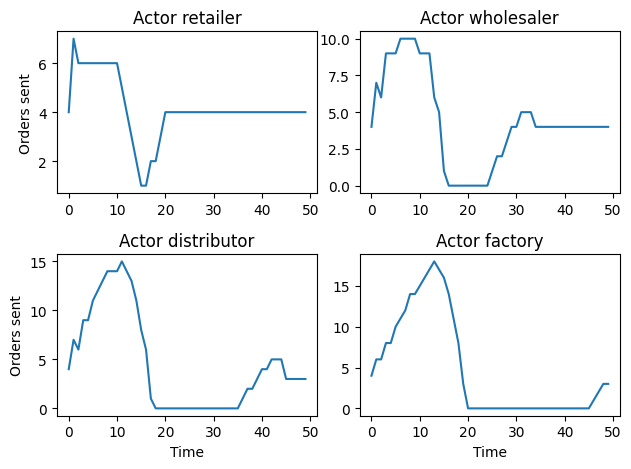 Actor retailer
Orders sent
6
4
2
0 10 20 30 40 50
Actor wholesaler
10.0
7.5
5.0
2.5
0.0
0 10 20 30 40 50
Actor distributor
Orders sent
15
10
5
0
0 10 20 30 40 50
Time
Actor factory
15
10
5
0
0 10 20 30 40 50
Time